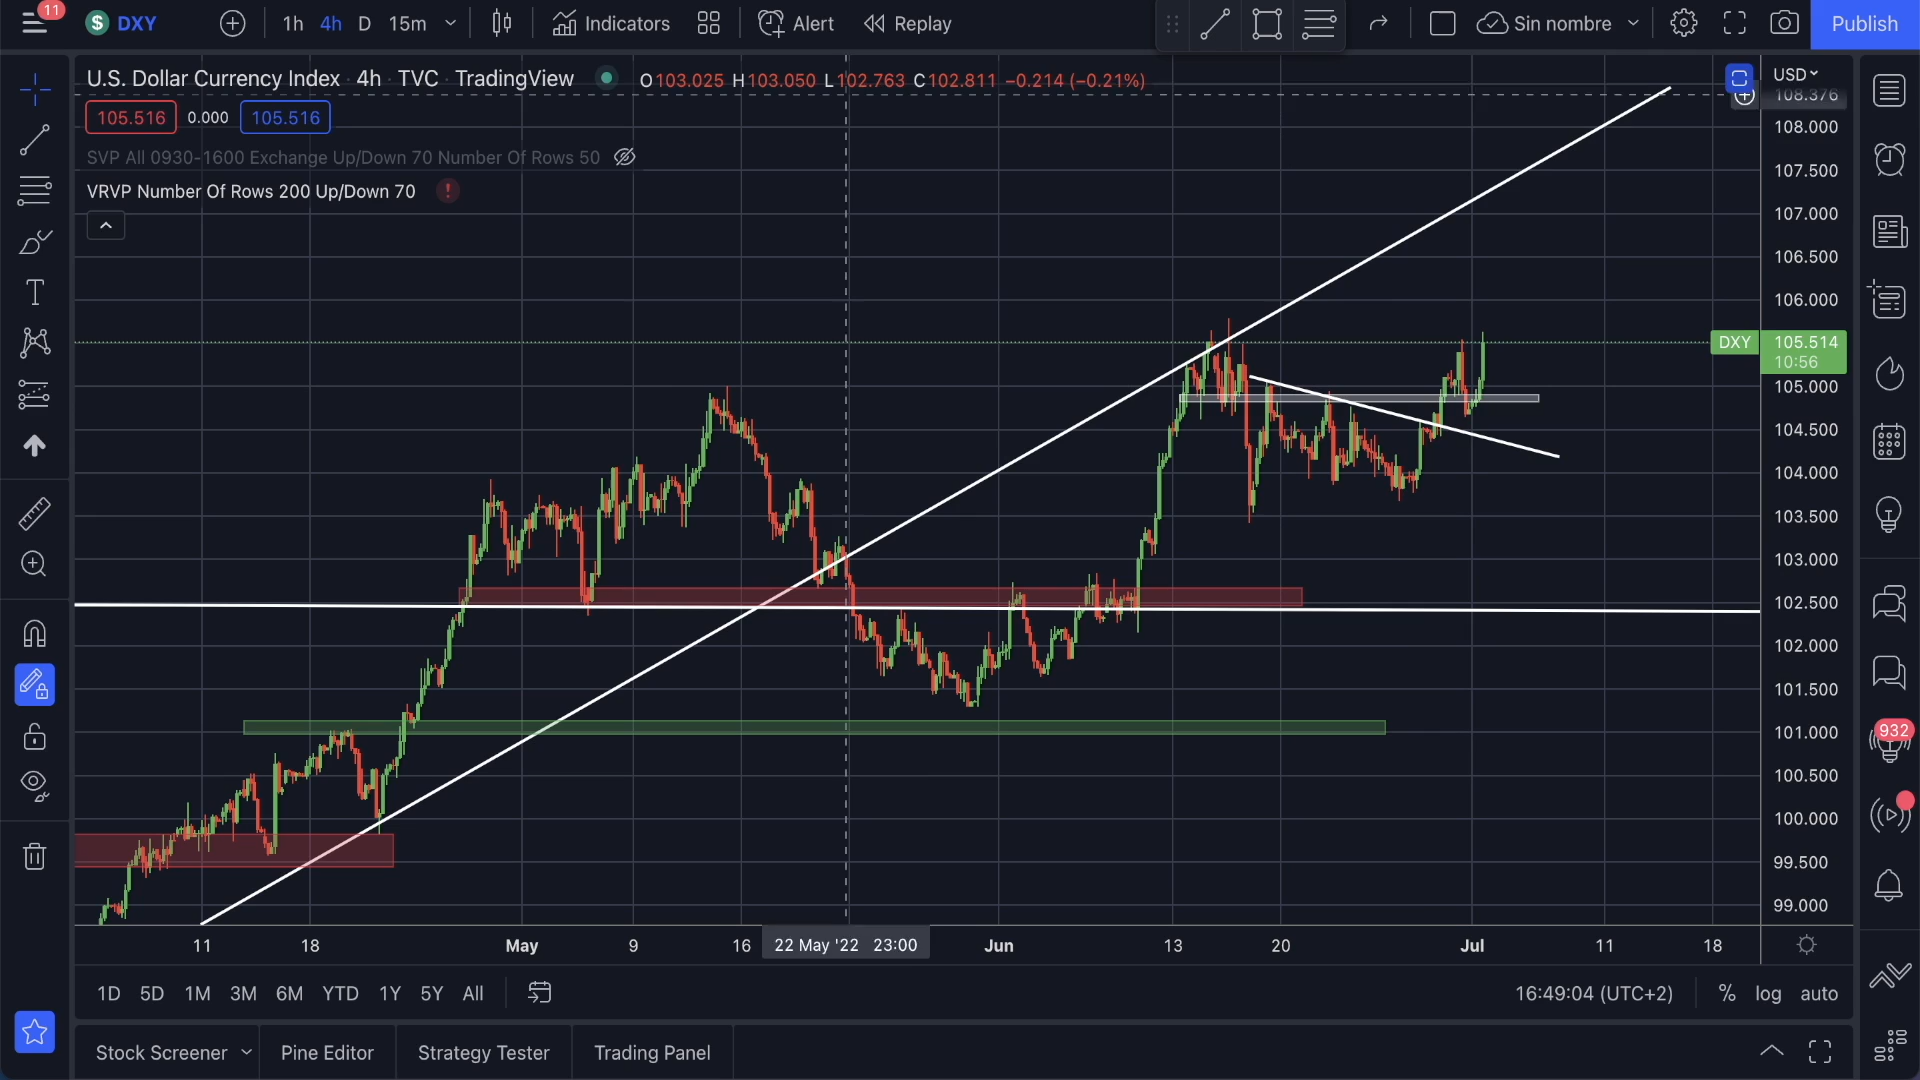 11
$ DXY
1h 4h D 15m
Indicators
Alert
Replay
Sin nombre
Publish
U.S. Dollar Currency Index · 4h · TVC · TradingView
O103.025 H103.050 L102.763 C102.811 −0.214 (−0.21%)
105.516 0.000 105.516
SVP All 0930-1600 Exchange Up/Down 70 Number Of Rows 50
VRVP Number Of Rows 200 Up/Down 70 !
USD
108.376
108.000
107.500
107.000
106.500
106.000
DXY 105.514
10:56
105.000
104.500
104.000
103.500
103.000
102.500
102.000
101.500
101.000
100.500
100.000
99.500
99.000
932
11 18 May 9 16 22 May '22 23:00 Jun 13 20 Jul 11 18
1D 5D 1M 3M 6M YTD 1Y 5Y All
16:49:04 (UTC+2) % log auto
Stock Screener Pine Editor Strategy Tester Trading Panel